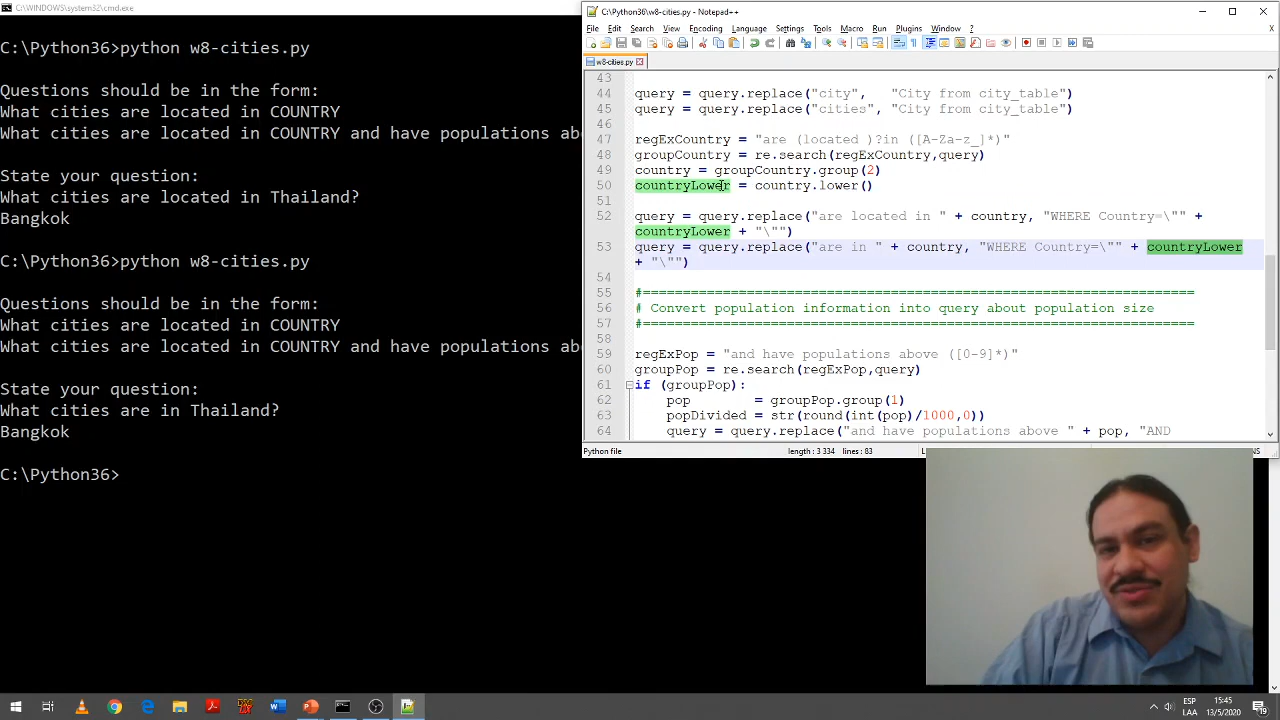 C:\WINDOWS\system32\cmd.exe
C:\Python36>python w8-cities.py
Questions should be in the form:
What cities are located in COUNTRY
What cities are located in COUNTRY and have populations abo
State your question:
What cities are located in Thailand?
Bangkok
C:\Python36>python w8-cities.py
Questions should be in the form:
What cities are located in COUNTRY
What cities are located in COUNTRY and have populations abo
State your question:
What cities are in Thailand?
Bangkok
C:\Python36>
C:\Python36\w8-cities.py - Notepad++
File Edit Search View Encoding Language Settings Tools Macro Run Plugins Window ?
w8-cities.py
43
44 query = query.replace("city", "City from city_table")
45 query = query.replace("cities", "City from city_table")
46
47 regExCountry = "are (located )?in ([A-Za-z_]*)"
48 groupCountry = re.search(regExCountry,query)
49 country = groupCountry.group(2)
50 countryLower = country.lower()
51
52 query = query.replace("are located in " + country, "WHERE Country=\"" +
countryLower + "\"")
53 query = query.replace("are in " + country, "WHERE Country=\"" + countryLower
+ "\"")
54
55 #======================================================================
56 # Convert population information into query about population size
57 #======================================================================
58
59 regExPop = "and have populations above ([0-9]*)"
60 groupPop = re.search(regExPop,query)
61 if (groupPop):
62 pop = groupPop.group(1)
63 popDivided = str(round(int(pop)/1000,0))
64 query = query.replace("and have populations above " + pop, "AND
Python file length : 3 334 lines : 83 L NS
ESP 15:45
LAA 13/5/2020